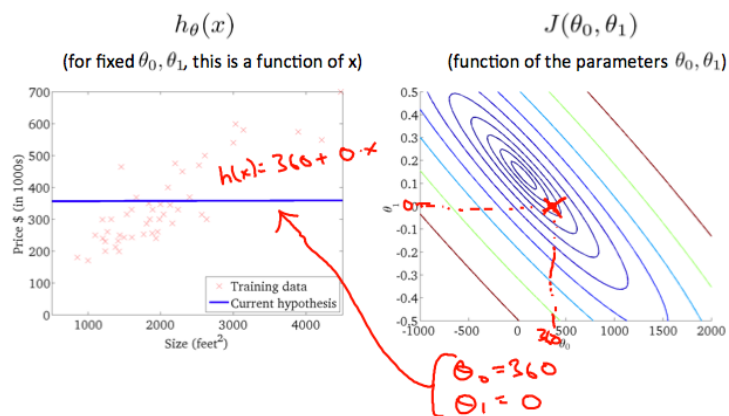 hθ(x)
(for fixed θ0, θ1, this is a function of x)
700
600
500
400
300
200
100
0
Price $ (in 1000s)
1000
2000
3000
4000
Size (feet²)
h(x) = 360 + 0·x
Training data
Current hypothesis
J(θ0, θ1)
(function of the parameters θ0, θ1)
0.5
0.4
0.3
0.2
0.1
0
-0.1
-0.2
-0.3
-0.4
-0.5
θ1
-1000
-500
0
500
1000
1500
2000
360
θ0
θ0 = 360
θ1 = 0